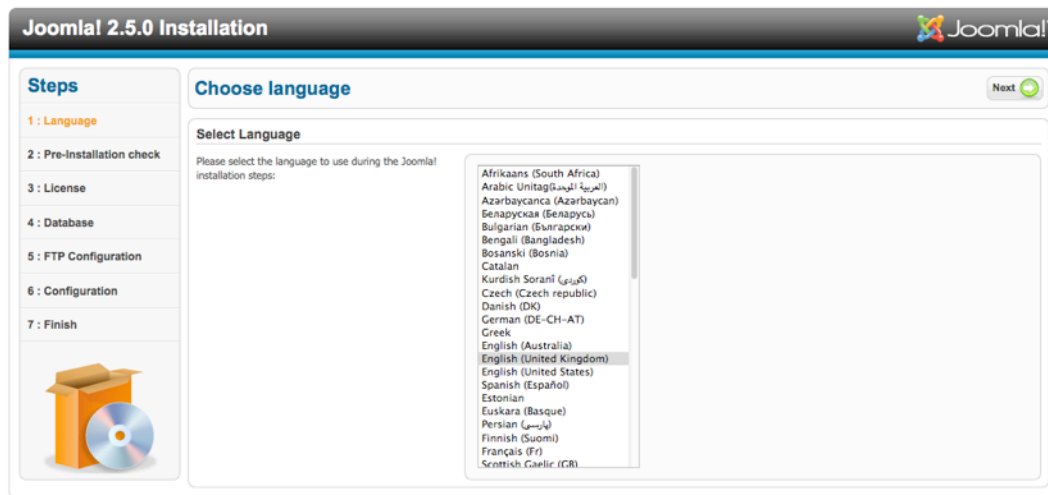 Joomla! 2.5.0 Installation
Joomla!
Steps
1 : Language
2 : Pre-Installation check
3 : License
4 : Database
5 : FTP Configuration
6 : Configuration
7 : Finish
Choose language
Next
Select Language
Please select the language to use during the Joomla!
installation steps:
Afrikaans (South Africa)
Arabic Unitag(العربية الموحدة)
Azərbaycanca (Azərbaycan)
Беларуская (Беларусь)
Bulgarian (Български)
Bengali (Bangladesh)
Bosanski (Bosnia)
Catalan
Kurdish Soranî (كوردی)
Czech (Czech republic)
Danish (DK)
German (DE-CH-AT)
Greek
English (Australia)
English (United Kingdom)
English (United States)
Spanish (Español)
Estonian
Euskara (Basque)
Persian (پارسی)
Finnish (Suomi)
Français (Fr)
Scottish Gaelic (GB)